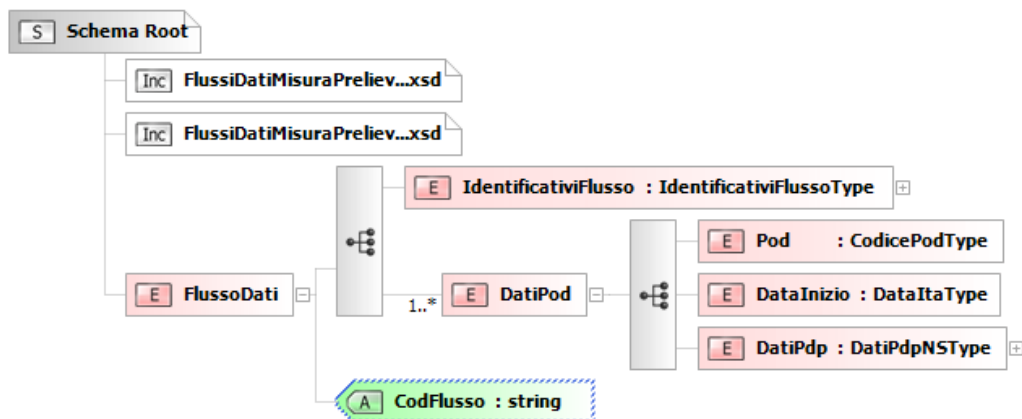 S Schema Root
Inc FlussiDatiMisuraPreliev...xsd
Inc FlussiDatiMisuraPreliev...xsd
E IdentificativiFlusso : IdentificativiFlussoType
E Pod : CodicePodType
E FlussoDati
1..*
E DatiPod
E DataInizio : DataItaType
E DatiPdp : DatiPdpNSType
A CodFlusso : string